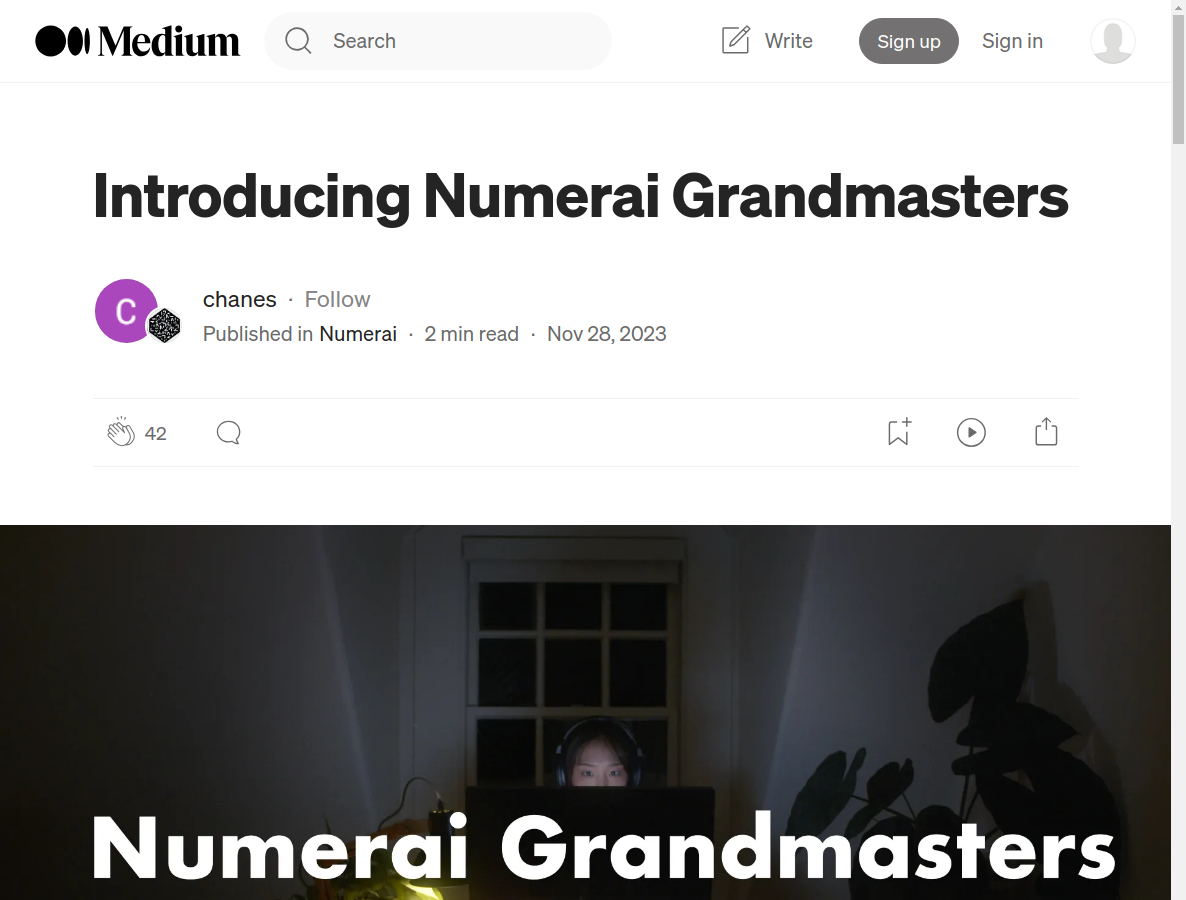 Medium
Search
Write
Sign up
Sign in
Introducing Numerai Grandmasters
C
chanes · Follow
Published in Numerai · 2 min read · Nov 28, 2023
42
Numerai Grandmasters